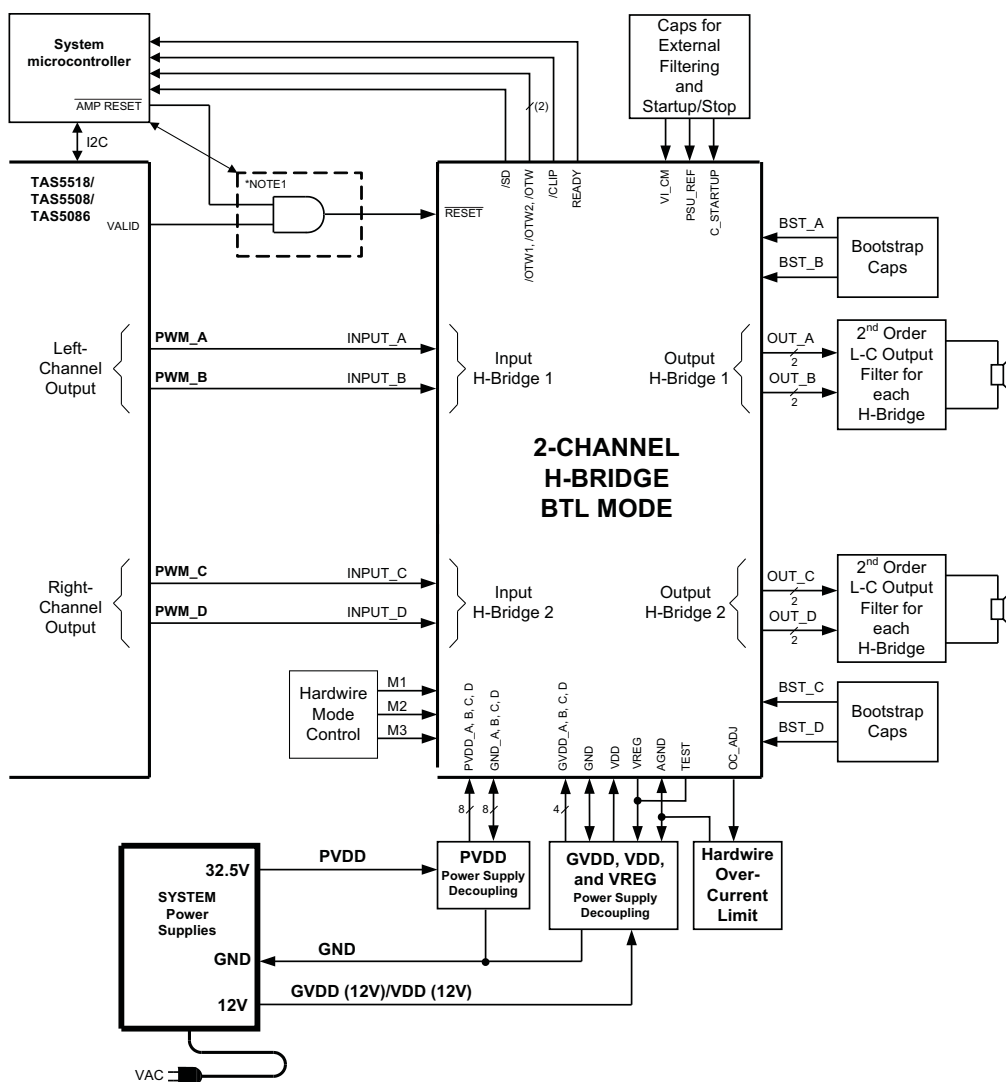 System
microcontroller
AMP RESET
I2C
TAS5518/
TAS5508/
TAS5086
VALID
*NOTE1
RESET
/SD
/OTW1, /OTW2, /OTW
(2)
/CLIP
READY
Caps for
External
Filtering
and
Startup/Stop
VI_CM
PSU_REF
C_STARTUP
BST_A
BST_B
Bootstrap
Caps
Left-
Channel
Output
PWM_A
INPUT_A
PWM_B
INPUT_B
Input
H-Bridge 1
Output
H-Bridge 1
OUT_A
2
OUT_B
2
2nd Order
L-C Output
Filter for
each
H-Bridge
2-CHANNEL
H-BRIDGE
BTL MODE
Right-
Channel
Output
PWM_C
INPUT_C
PWM_D
INPUT_D
Input
H-Bridge 2
Output
H-Bridge 2
OUT_C
2
OUT_D
2
2nd Order
L-C Output
Filter for
each
H-Bridge
Hardwire
Mode
Control
M1
M2
M3
PVDD_A, B, C, D
GND_A, B, C, D
GVDD_A, B, C, D
GND
VDD
VREG
AGND
TEST
OC_ADJ
BST_C
BST_D
Bootstrap
Caps
8
8
4
SYSTEM
Power
Supplies
32.5V
GND
12V
PVDD
PVDD
Power Supply
Decoupling
GVDD, VDD,
and VREG
Power Supply
Decoupling
Hardwire
Over-
Current
Limit
GND
GVDD (12V)/VDD (12V)
VAC